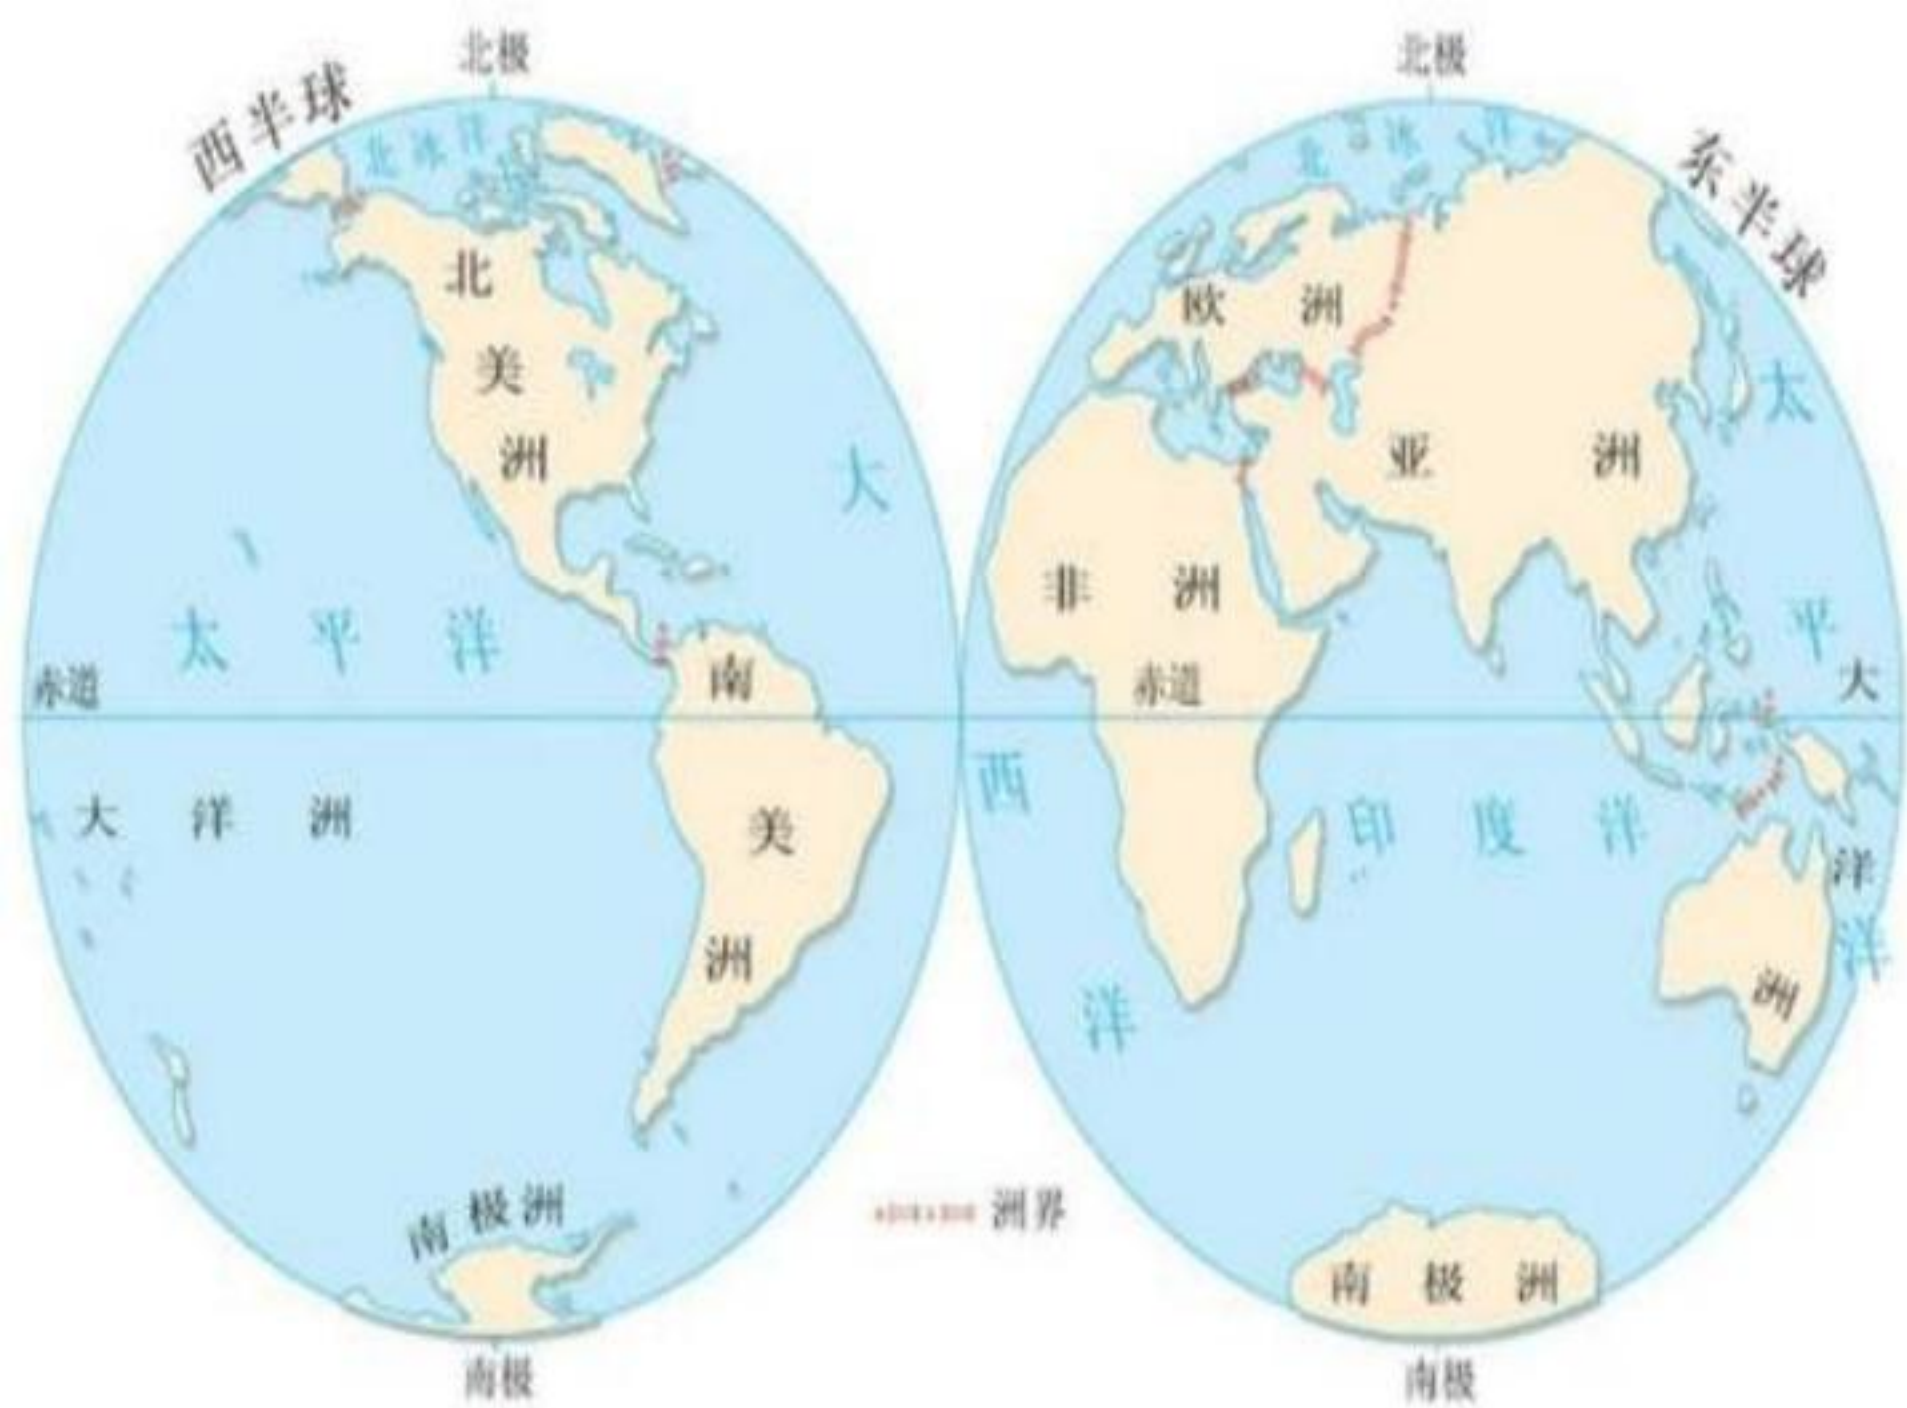 西半球
北极
北冰洋
北美洲
太平洋
大
赤道
南美洲
大洋洲
南极洲
南极
洲界
东半球
北极
北冰洋
欧洲
亚洲
太平洋
非洲
赤道
西洋
印度洋
大洋洲
南极洲
南极